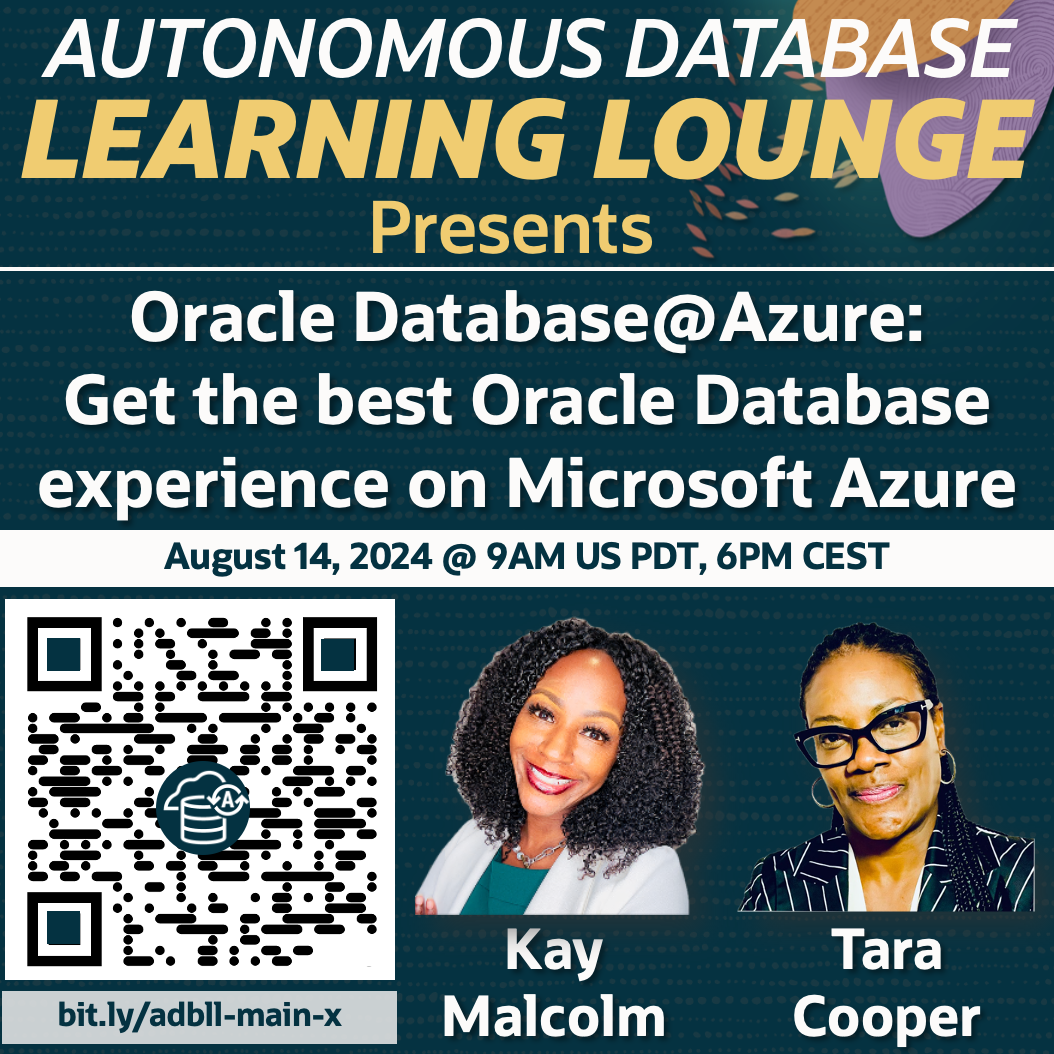 AUTONOMOUS DATABASE
LEARNING LOUNGE
Presents
Oracle Database@Azure:
Get the best Oracle Database
experience on Microsoft Azure
August 14, 2024 @ 9AM US PDT, 6PM CEST
A
bit.ly/adbll-main-x
Kay
Malcolm
Tara
Cooper